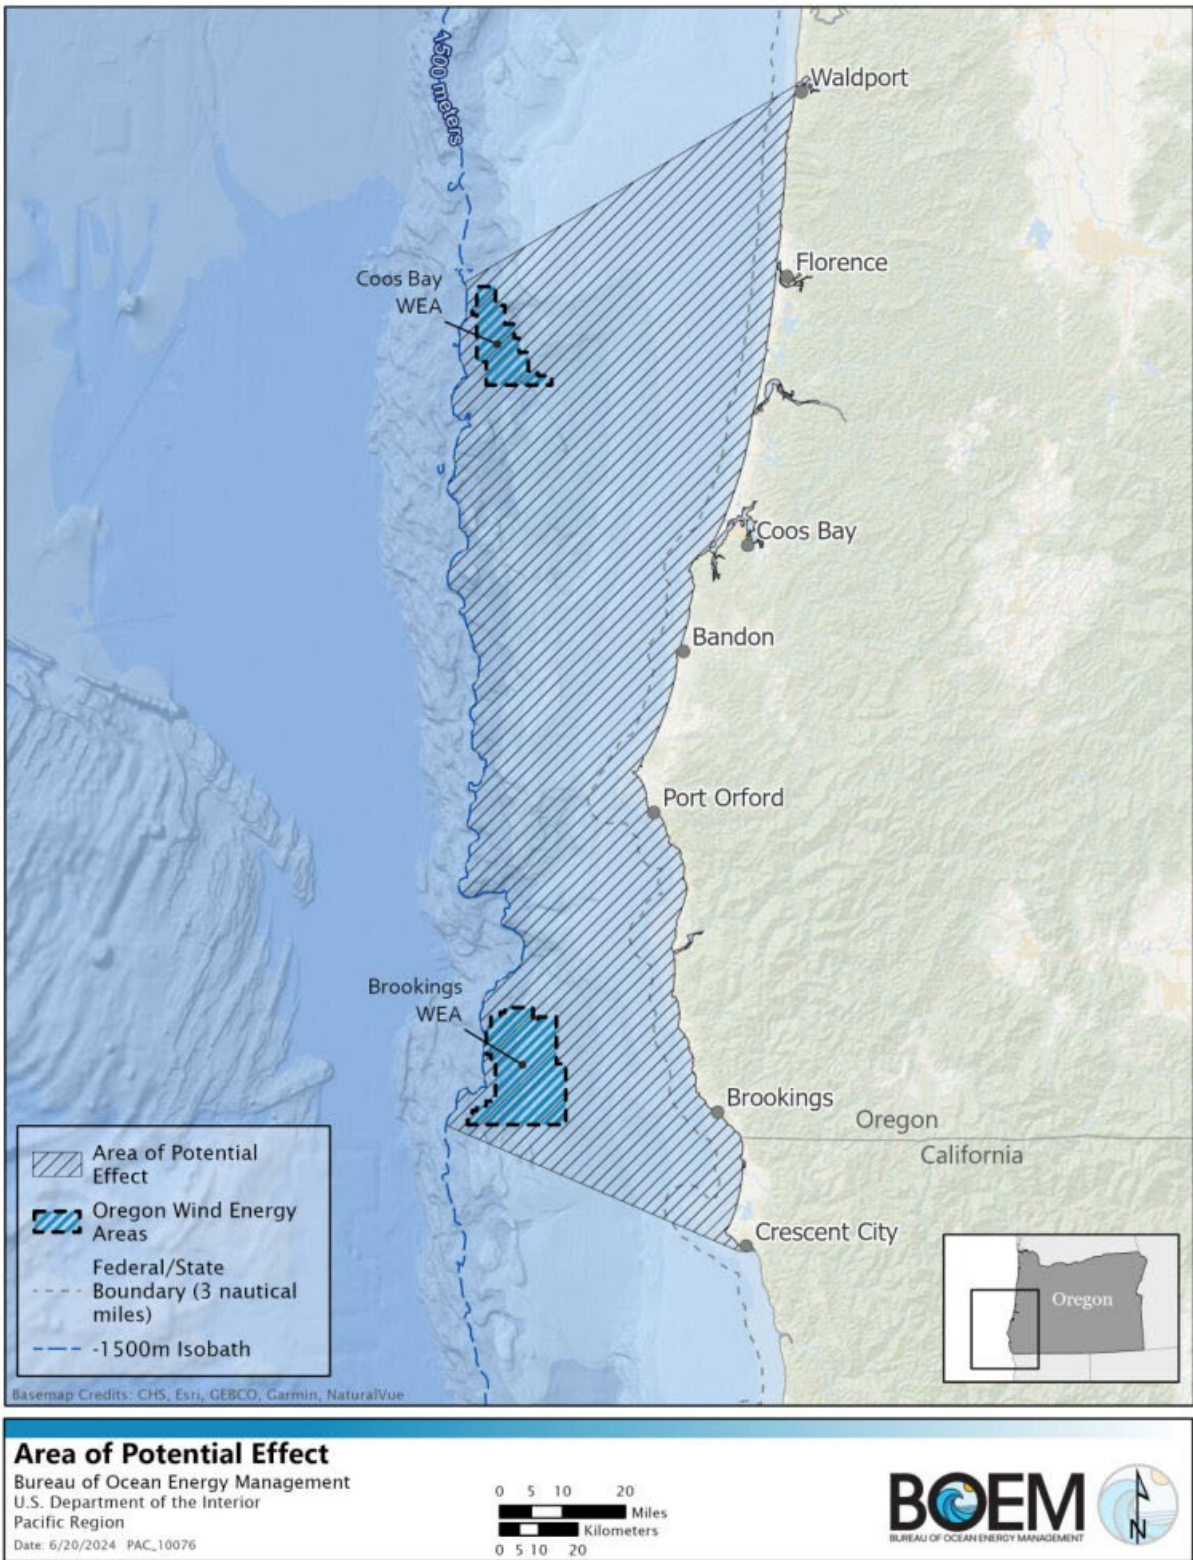 1500 meters
Waldport
Florence
Coos Bay
WEA
Coos Bay
Bandon
Port Orford
Brookings
WEA
Brookings
Oregon
California
Crescent City
Area of Potential
Effect
Oregon Wind Energy
Areas
Federal/State
Boundary (3 nautical
miles)
-1500m Isobath
Oregon
Basemap Credits: CHS, Esri, GEBCO, Garmin, NaturalVue
Area of Potential Effect
Bureau of Ocean Energy Management
U.S. Department of the Interior
Pacific Region
Date: 6/20/2024 PAC_10076
0 5 10 20
Miles
Kilometers
0 5 10 20
BOEM
BUREAU OF OCEAN ENERGY MANAGEMENT
N